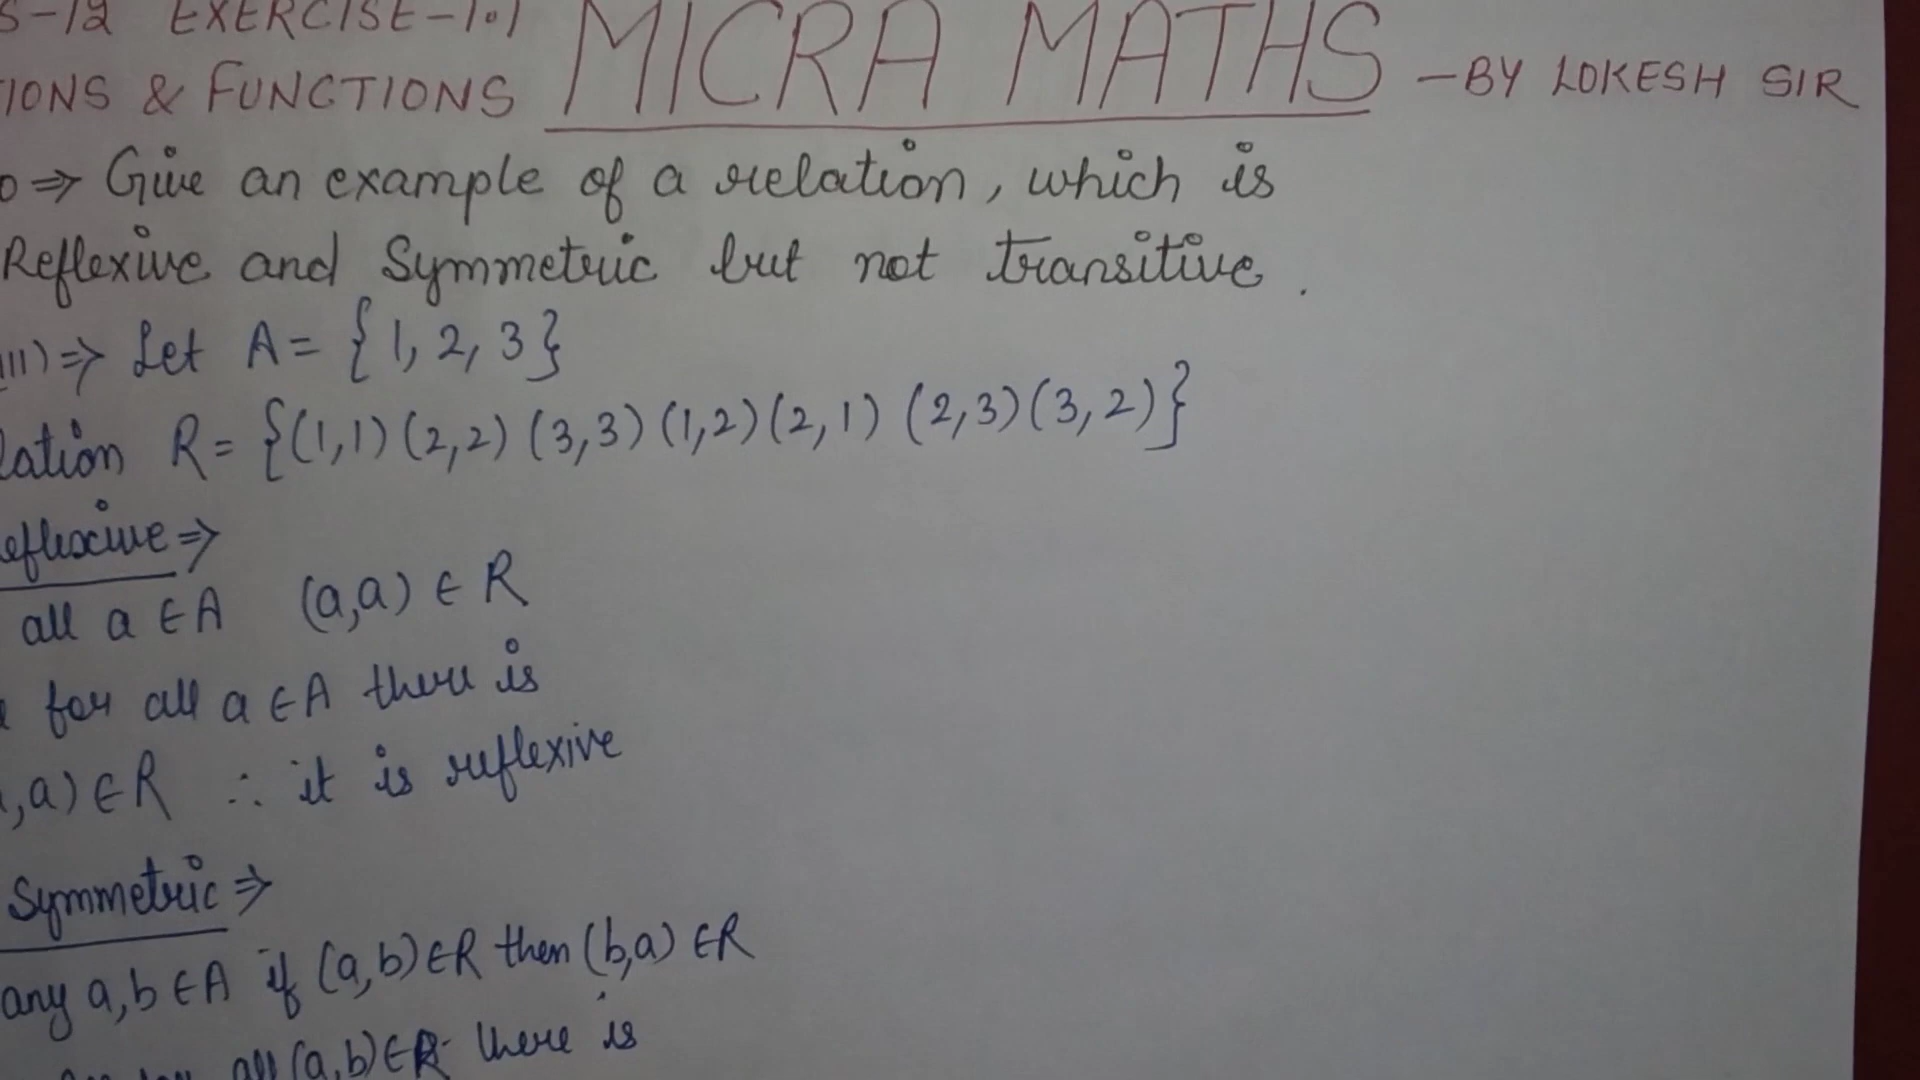 S-12 EXERCISE-1.1
MICRA MATHS
IONS & FUNCTIONS
-BY LOKESH SIR
⇒ Give an example of a relation, which is
Reflexive and Symmetric but not transitive.
iii) ⇒ Let A = {1, 2, 3}
lation R = {(1,1) (2,2) (3,3) (1,2) (2,1) (2,3) (3,2)}
eflexive ⇒
all a ∈ A (a,a) ∈ R
for all a ∈ A there is
,a) ∈ R ∴ it is reflexive
Symmetric ⇒
any a,b ∈ A if (a,b) ∈ R then (b,a) ∈ R
all (a,b) ∈ R there is